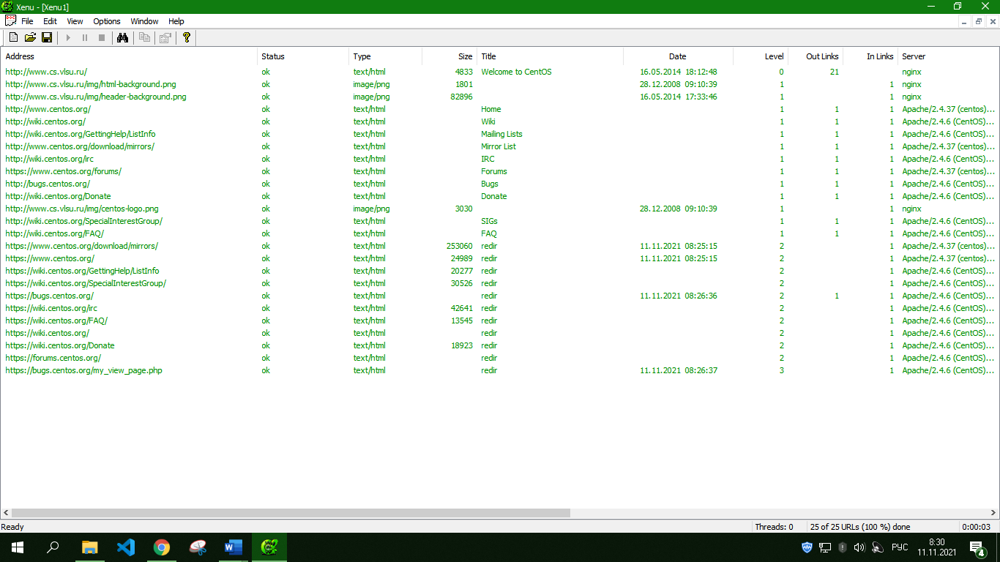 Xenu - [Xenu1]
File Edit View Options Window Help
Address Status Type Size Title Date Level Out Links In Links Server
http://www.cs.vlsu.ru/ ok text/html 4833 Welcome to CentOS 16.05.2014 18:12:48 0 21 nginx
http://www.cs.vlsu.ru/img/html-background.png ok image/png 1801 28.12.2008 09:10:39 1 1 nginx
http://www.cs.vlsu.ru/img/header-background.png ok image/png 82896 16.05.2014 17:33:46 1 1 nginx
http://www.centos.org/ ok text/html Home 1 1 1 Apache/2.4.37 (centos)...
http://wiki.centos.org/ ok text/html Wiki 1 1 1 Apache/2.4.6 (CentOS)...
http://wiki.centos.org/GettingHelp/ListInfo ok text/html Mailing Lists 1 1 1 Apache/2.4.6 (CentOS)...
http://www.centos.org/download/mirrors/ ok text/html Mirror List 1 1 1 Apache/2.4.37 (centos)...
http://wiki.centos.org/irc ok text/html IRC 1 1 1 Apache/2.4.6 (CentOS)...
https://www.centos.org/forums/ ok text/html Forums 1 1 1 Apache/2.4.37 (centos)...
http://bugs.centos.org/ ok text/html Bugs 1 1 1 Apache/2.4.6 (CentOS)...
http://wiki.centos.org/Donate ok text/html Donate 1 1 1 Apache/2.4.6 (CentOS)...
http://www.cs.vlsu.ru/img/centos-logo.png ok image/png 3030 28.12.2008 09:10:39 1 1 nginx
http://wiki.centos.org/SpecialInterestGroup/ ok text/html SIGs 1 1 1 Apache/2.4.6 (CentOS)...
http://wiki.centos.org/FAQ/ ok text/html FAQ 1 1 1 Apache/2.4.6 (CentOS)...
https://www.centos.org/download/mirrors/ ok text/html 253060 redir 11.11.2021 08:25:15 2 1 Apache/2.4.37 (centos)...
https://www.centos.org/ ok text/html 24989 redir 11.11.2021 08:25:15 2 1 Apache/2.4.37 (centos)...
https://wiki.centos.org/GettingHelp/ListInfo ok text/html 20277 redir 2 1 Apache/2.4.6 (CentOS)...
https://wiki.centos.org/SpecialInterestGroup/ ok text/html 30526 redir 2 1 Apache/2.4.6 (CentOS)...
https://bugs.centos.org/ ok text/html redir 11.11.2021 08:26:36 2 1 1 Apache/2.4.6 (CentOS)...
https://wiki.centos.org/irc ok text/html 42641 redir 2 1 Apache/2.4.6 (CentOS)...
https://wiki.centos.org/FAQ/ ok text/html 13545 redir 2 1 Apache/2.4.6 (CentOS)...
https://wiki.centos.org/ ok text/html redir 2 1 Apache/2.4.6 (CentOS)...
https://wiki.centos.org/Donate ok text/html 18923 redir 2 1 Apache/2.4.6 (CentOS)...
https://forums.centos.org/ ok text/html redir 2 1 Apache/2.4.6 (CentOS)...
https://bugs.centos.org/my_view_page.php ok text/html redir 11.11.2021 08:26:37 3 1 Apache/2.4.6 (CentOS)...
Ready Threads: 0 25 of 25 URLs (100 %) done 0:00:03
РУС 8:30
11.11.2021 4